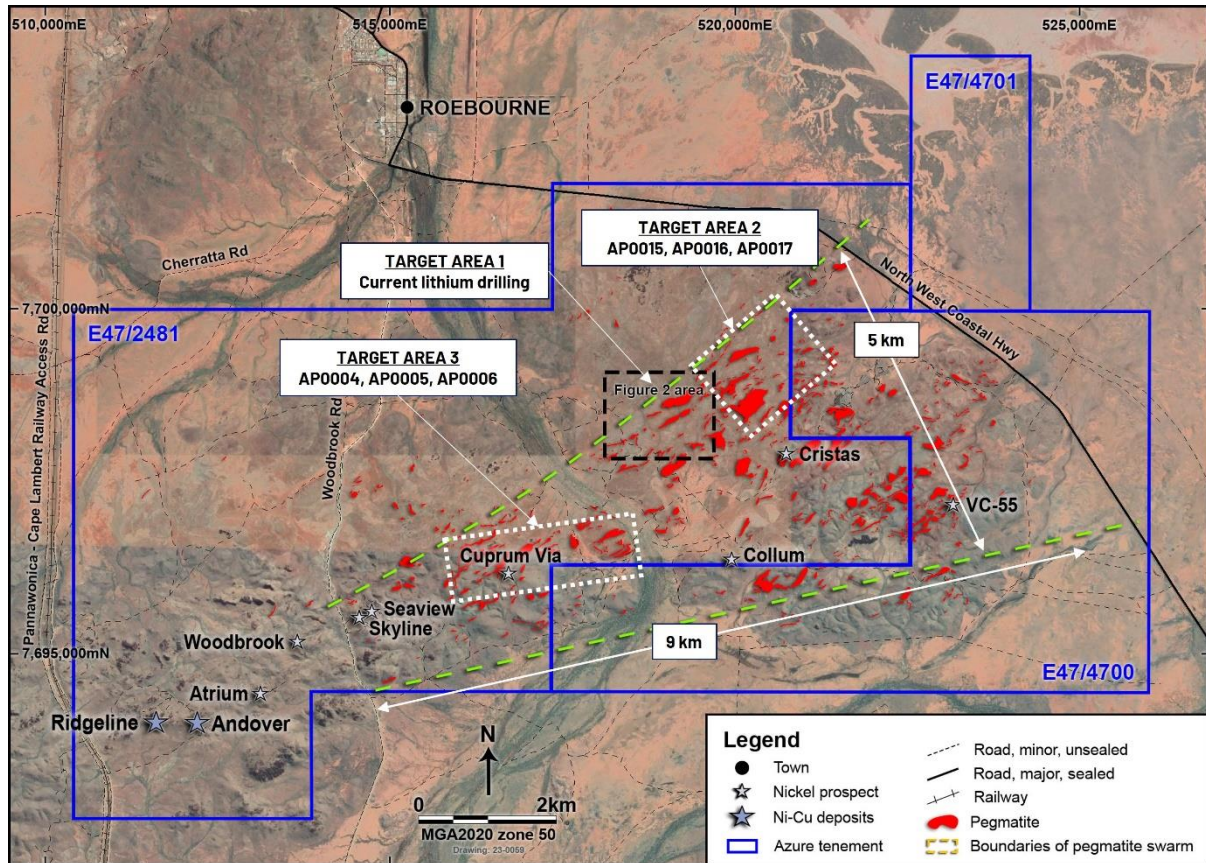 510,000mE
515,000mE
520,000mE
525,000mE
E47/4701
ROEBOURNE
TARGET AREA 2
AP0015, AP0016, AP0017
Cherratta Rd
TARGET AREA 1
Current lithium drilling
North West Coastal Hwy
7,700,000mN
E47/2481
5 km
TARGET AREA 3
AP0004, AP0005, AP0006
Figure 2 area
Pannawonica - Cape Lambert Railway Access Rd
Woodbrook Rd
Cristas
VC-55
Cuprum Via
Collum
Seaview
Skyline
Woodbrook
7,695,000mN
9 km
E47/4700
Atrium
Ridgeline
Andover
N
0 2km
MGA2020 zone 50
Drawing: 23-0059
Legend
Town
Nickel prospect
Ni-Cu deposits
Azure tenement
Road, minor, unsealed
Road, major, sealed
Railway
Pegmatite
Boundaries of pegmatite swarm